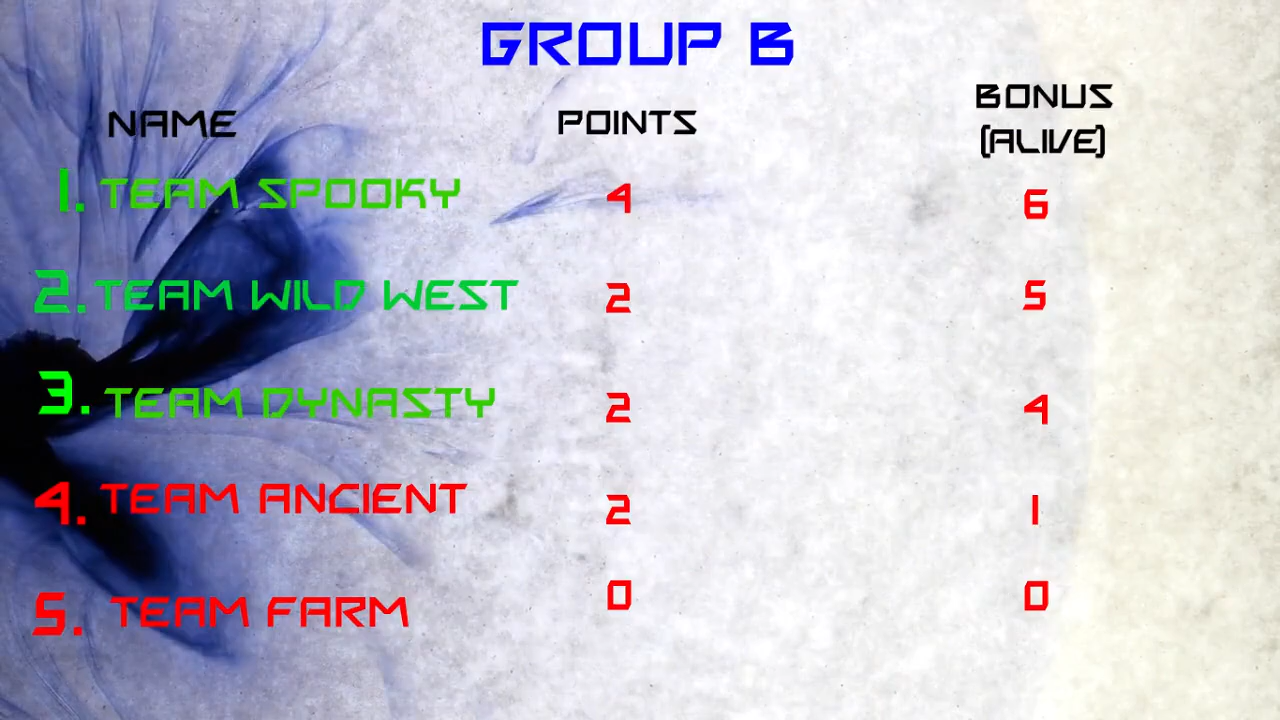 GROUP B
NAME POINTS BONUS
(ALIVE)
1. TEAM SPOOKY 4 6
2. TEAM WILD WEST 2 5
3. TEAM DYNASTY 2 4
4. TEAM ANCIENT 2 1
5. TEAM FARM 0 0